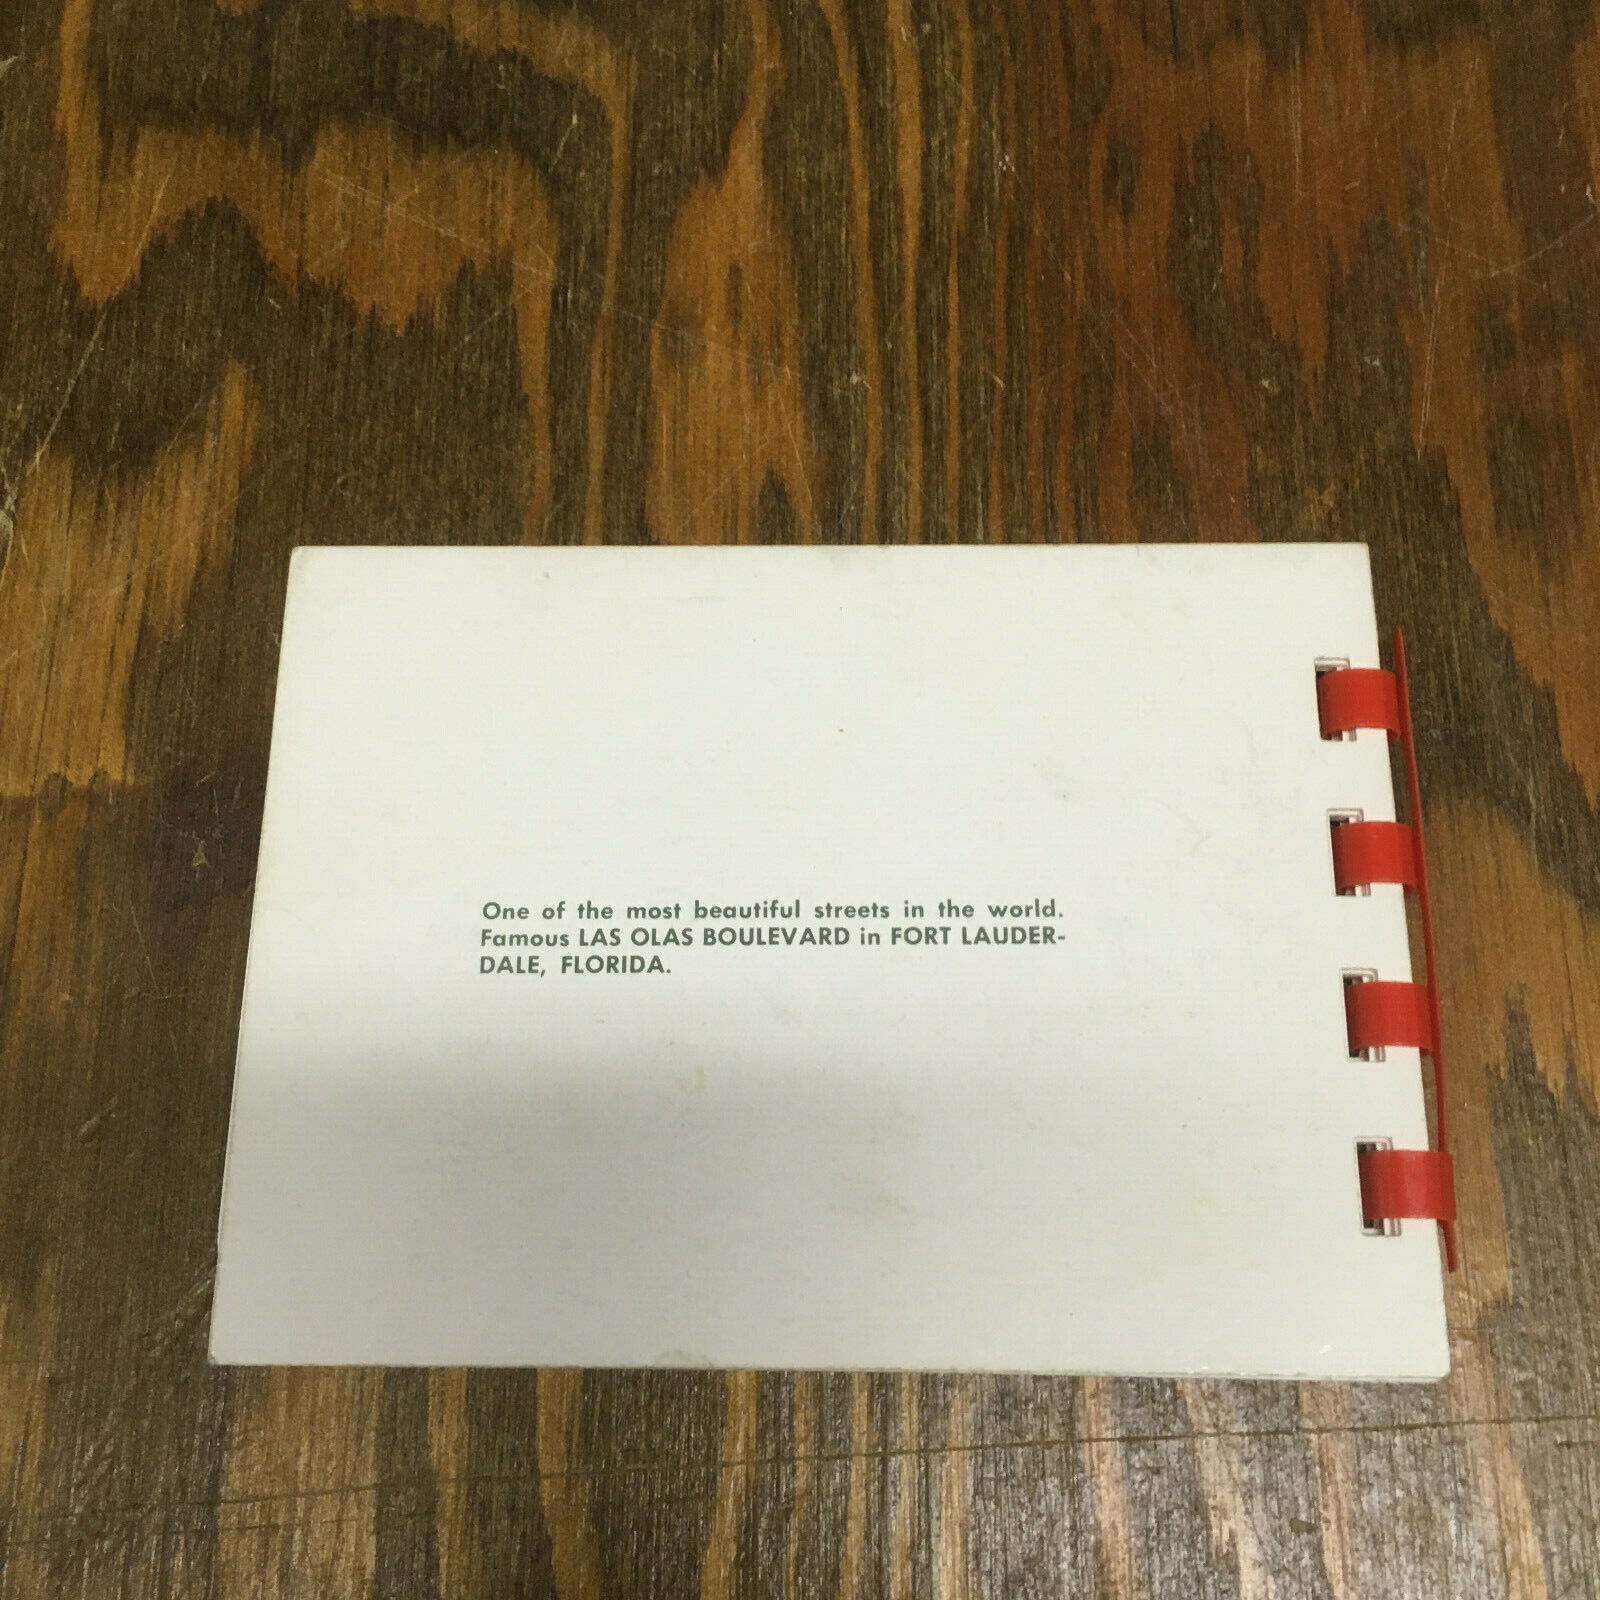 One of the most beautiful streets in the world.
Famous LAS OLAS BOULEVARD in FORT LAUDER-
DALE, FLORIDA.